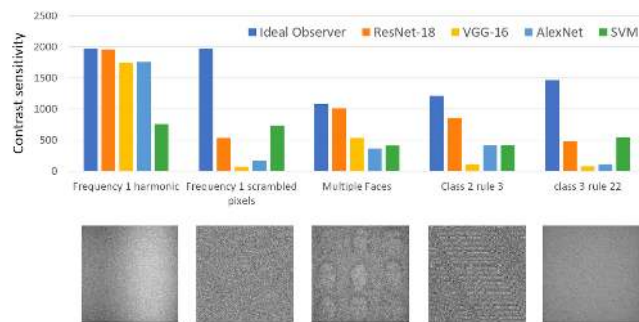 2500
Ideal Observer ResNet-18 VGG-16 AlexNet SVM
2000
1500
1000
500
0
Contrast sensitivity
Frequency 1 harmonic Frequency 1 scrambled Multiple Faces Class 2 rule 3 class 3 rule 22
pixels